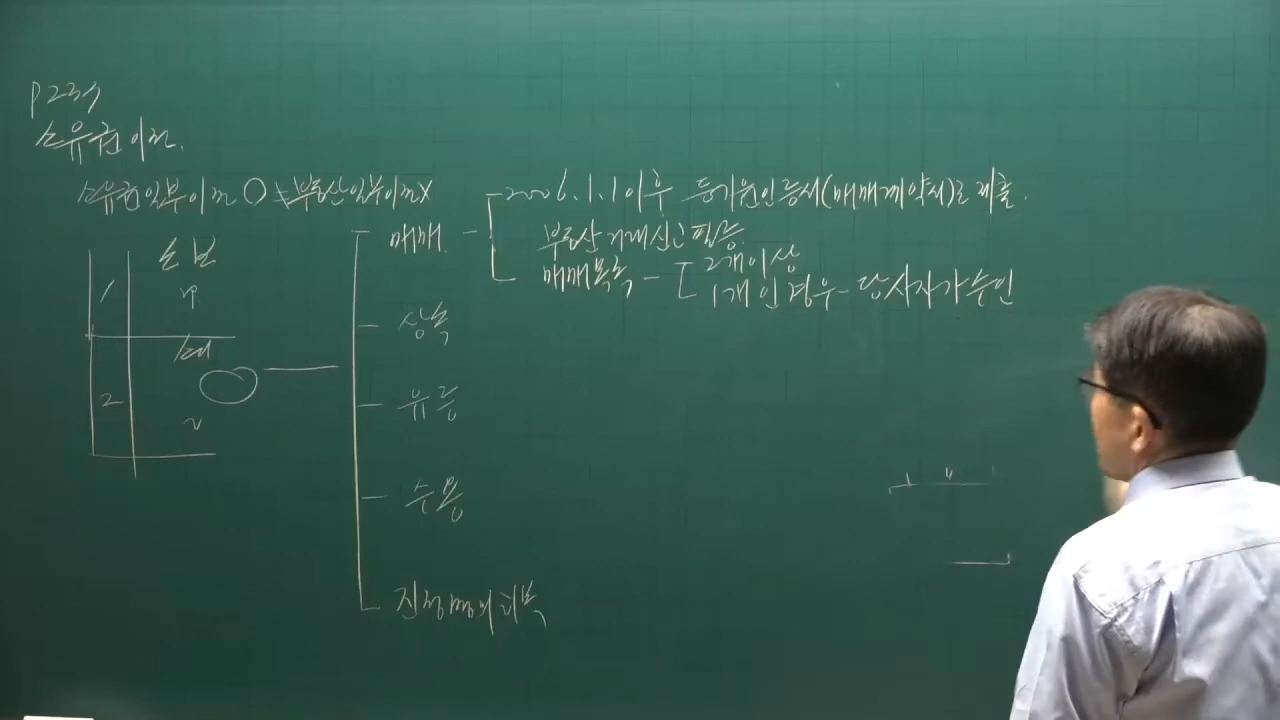 소유권이전.
소유권일부이전 ○ ≠ 부동산일부이전 X
매매. - 2006.1.1 이후 등기원인증서(매매계약서)로 제출.
부동산거래신고필증.
매매목록 - 2개이상
1개인경우 - 당사자가 수인
1 보
2
상속
유증
수용
진정명의회복